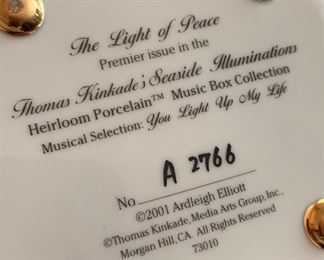 The Light of Peace
Premier issue in the
Thomas Kinkade's Seaside Illuminations
Heirloom Porcelain™ Music Box Collection
Musical Selection: You Light Up My Life
A 2766
No.
©2001 Ardleigh Elliott
©Thomas Kinkade, Media Arts Group, Inc.,
Morgan Hill, CA. All Rights Reserved
73010